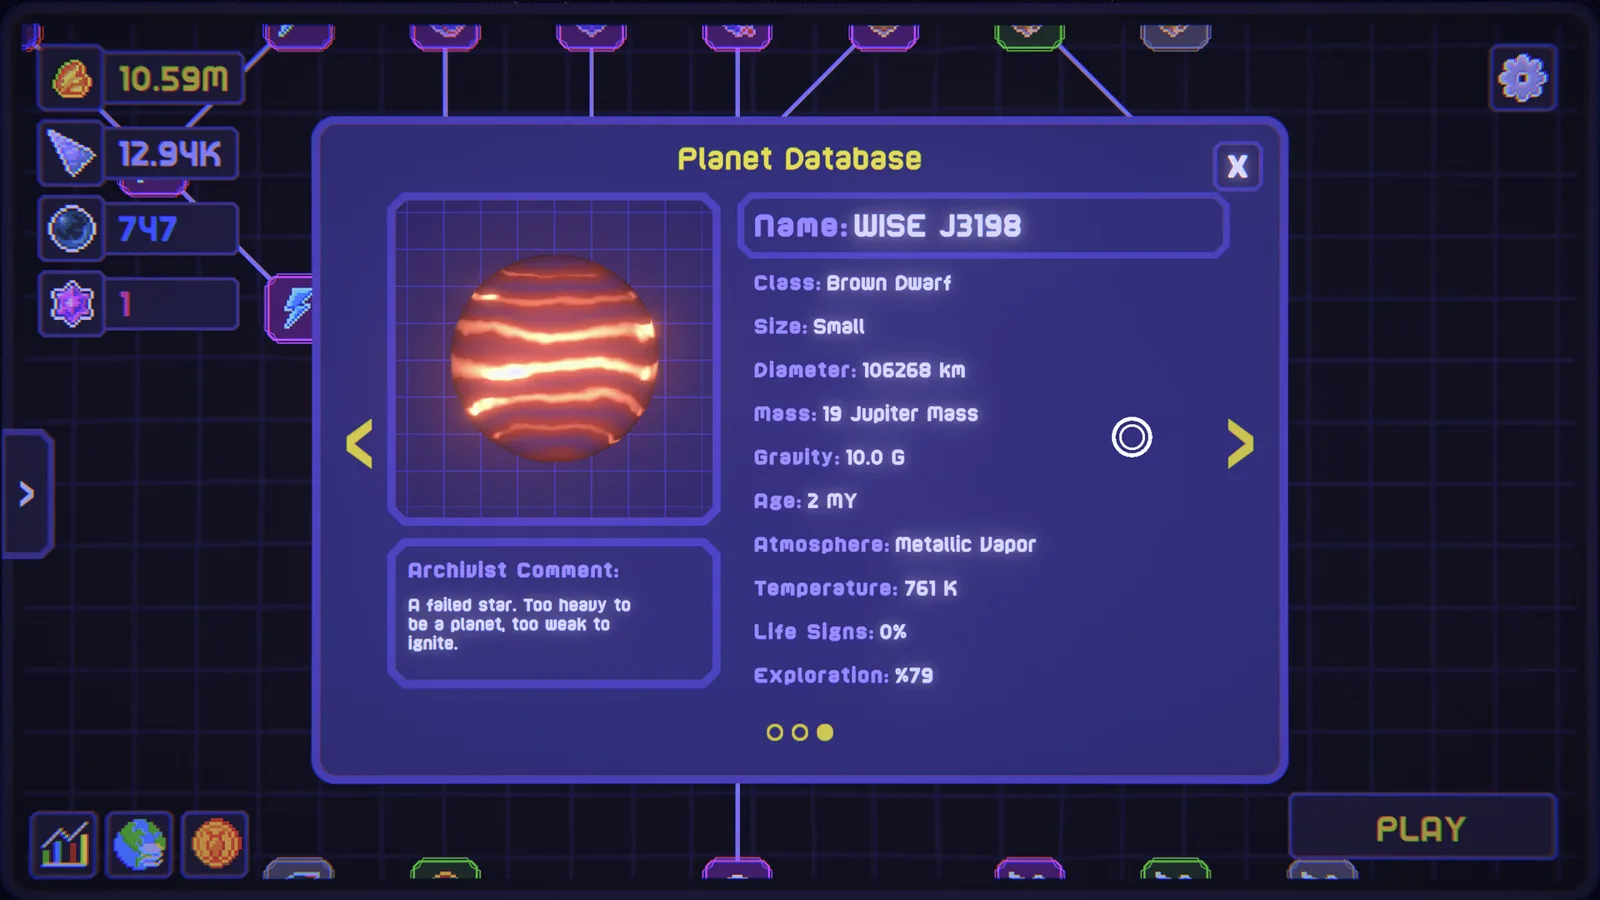 10.59M
12.94K
747
1
Planet Database
X
Name: WISE J3198
Class: Brown Dwarf
Size: Small
Diameter: 106268 km
Mass: 19 Jupiter Mass
Gravity: 10.0 G
Age: 2 MY
Atmosphere: Metallic Vapor
Temperature: 761 K
Life Signs: 0%
Exploration: %79
Archivist Comment:
A failed star. Too heavy to
be a planet, too weak to
ignite.
PLAY